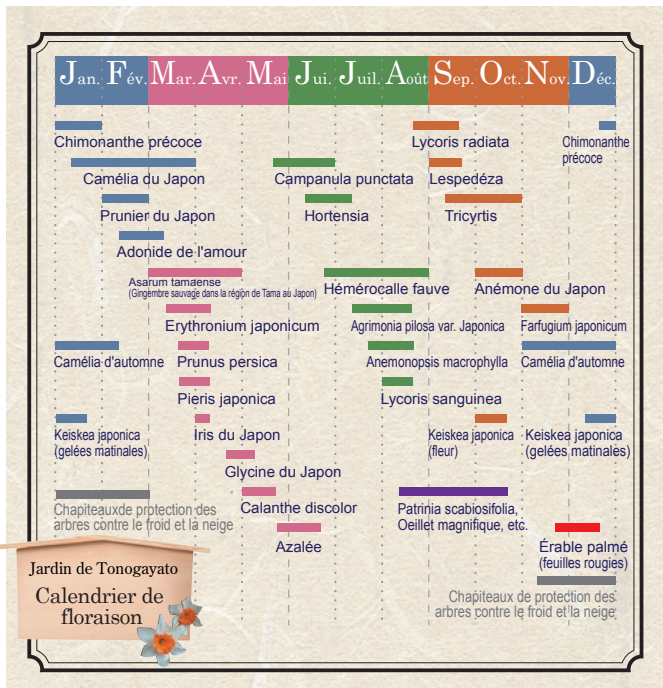 Jan. Fév. Mar. Avr. Mai Jui. Juil. Août Sep. Oct. Nov. Déc.
Chimonanthe précoce
Lycoris radiata
Chimonanthe
précoce
Camélia du Japon
Campanula punctata
Lespedéza
Prunier du Japon
Hortensia
Tricyrtis
Adonide de l'amour
Asarum tamaense
(Gingembre sauvage dans la région de Tama au Japon)
Hémérocalle fauve
Anémone du Japon
Erythronium japonicum
Agrimonia pilosa var. Japonica
Farfugium japonicum
Camélia d'automne
Prunus persica
Anemonopsis macrophylla
Camélia d'automne
Pieris japonica
Lycoris sanguinea
Keiskea japonica
(gelées matinales)
Iris du Japon
Keiskea japonica
(fleur)
Keiskea japonica
(gelées matinales)
Glycine du Japon
Chapiteauxde protection des
arbres contre le froid et la neige
Calanthe discolor
Patrinia scabiosifolia,
Oeillet magnifique, etc.
Azalée
Érable palmé
(feuilles rougies)
Jardin de Tonogayato
Calendrier de
floraison
Chapiteaux de protection des
arbres contre le froid et la neige